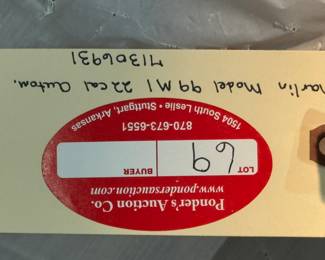 Ponder's Auction Co.
www.pondersauction.com
LOT 69 BUYER
870-673-6551
1504 South Leslie • Stuttgart, Arkansas
Marlin Model 99 M1 22 cal Autom.
71306931